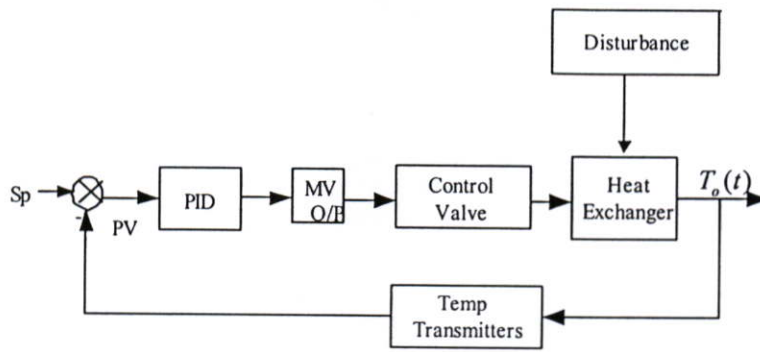 Disturbance
Sp
-
PV
PID
MV
O/P
Control
Valve
Heat
Exchanger
T_o(t)
Temp
Transmitters